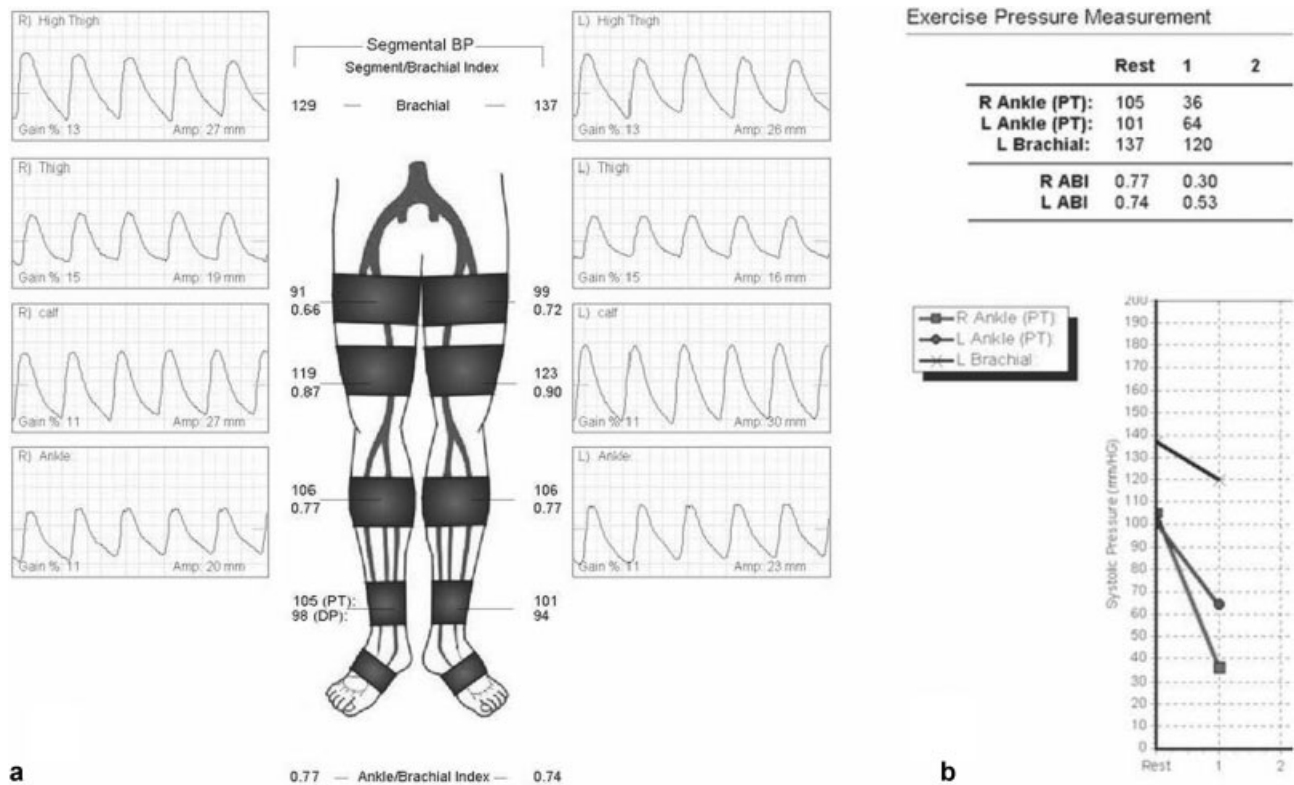 R) High Thigh
Gain %: 13 Amp: 27 mm
R) Thigh
Gain %: 15 Amp: 19 mm
R) calf
Gain %: 11 Amp: 27 mm
R) Ankle:
Gain %: 11 Amp: 20 mm
Segmental BP
Segment/Brachial Index
129 — Brachial — 137
91
0.66
99
0.72
119
0.87
123
0.90
106
0.77
106
0.77
105 (PT):
98 (DP):
101
94
0.77 — Ankle/Brachial Index — 0.74
L) High Thigh
Gain %: 13 Amp: 26 mm
L) Thigh
Gain %: 15 Amp: 16 mm
L) calf
Gain %: 11 Amp: 30 mm
L) Ankle:
Gain %: 11 Amp: 23 mm
a
Exercise Pressure Measurement
Rest 1 2
R Ankle (PT): 105 36
L Ankle (PT): 101 64
L Brachial: 137 120
R ABI 0.77 0.30
L ABI 0.74 0.53
R Ankle (PT):
L Ankle (PT):
L Brachial:
Systolic Pressure (mm/HG)
200
190
180
170
160
150
140
130
120
110
100
90
80
70
60
50
40
30
20
10
0
Rest 1 2
b